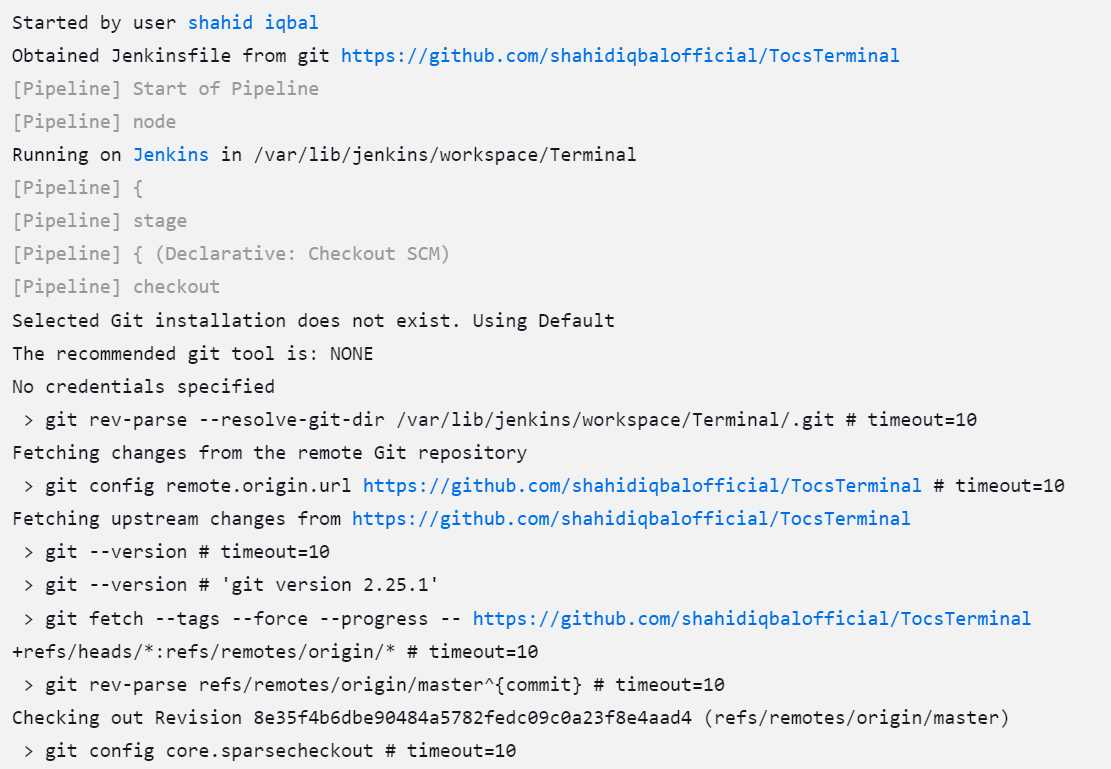 Started by user shahid iqbal
Obtained Jenkinsfile from git https://github.com/shahidiqbalofficial/TocsTerminal
[Pipeline] Start of Pipeline
[Pipeline] node
Running on Jenkins in /var/lib/jenkins/workspace/Terminal
[Pipeline] {
[Pipeline] stage
[Pipeline] { (Declarative: Checkout SCM)
[Pipeline] checkout
Selected Git installation does not exist. Using Default
The recommended git tool is: NONE
No credentials specified
 > git rev-parse --resolve-git-dir /var/lib/jenkins/workspace/Terminal/.git # timeout=10
Fetching changes from the remote Git repository
 > git config remote.origin.url https://github.com/shahidiqbalofficial/TocsTerminal # timeout=10
Fetching upstream changes from https://github.com/shahidiqbalofficial/TocsTerminal
 > git --version # timeout=10
 > git --version # 'git version 2.25.1'
 > git fetch --tags --force --progress -- https://github.com/shahidiqbalofficial/TocsTerminal
+refs/heads/*:refs/remotes/origin/* # timeout=10
 > git rev-parse refs/remotes/origin/master^{commit} # timeout=10
Checking out Revision 8e35f4b6dbe90484a5782fedc09c0a23f8e4aad4 (refs/remotes/origin/master)
 > git config core.sparsecheckout # timeout=10